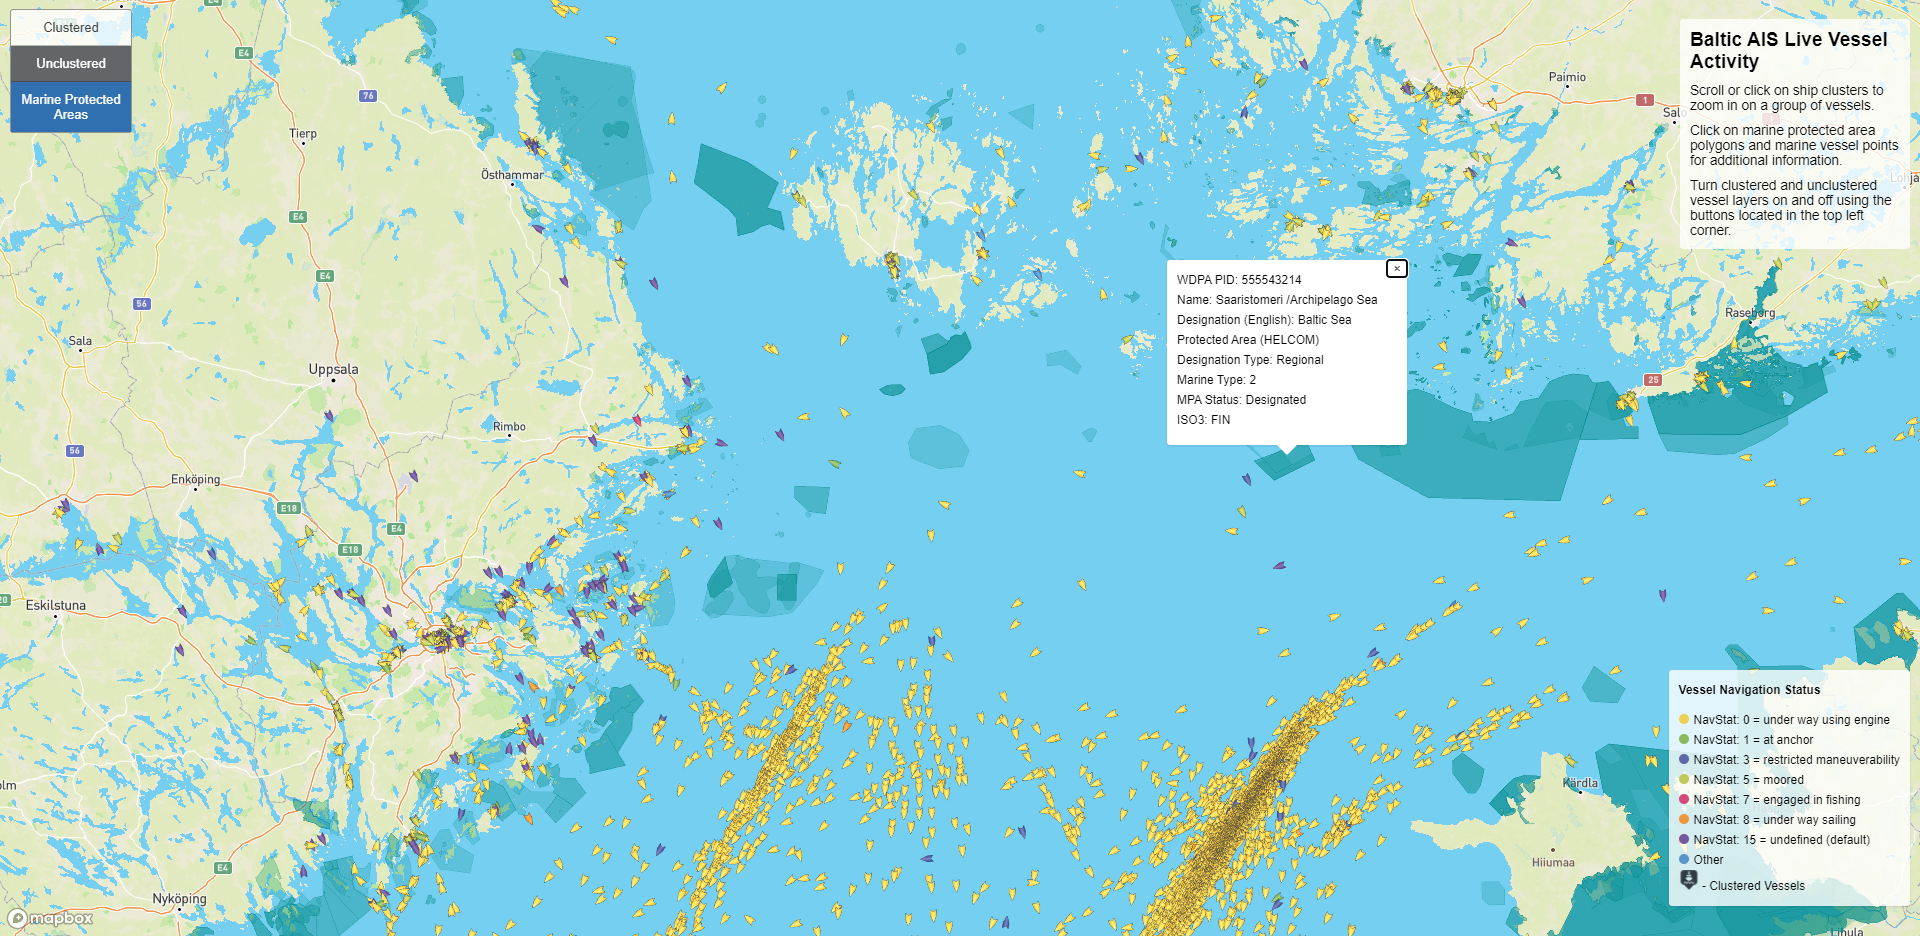 Clustered
Unclustered
Marine Protected
Areas
Baltic AIS Live Vessel
Activity
Scroll or click on ship clusters to
zoom in on a group of vessels.
Click on marine protected area
polygons and marine vessel points
for additional information.
Turn clustered and unclustered
vessel layers on and off using the
buttons located in the top left
corner.
E4
E4
76
Tierp
Östhammar
E4
E4
56
Sala
Uppsala
Rimbo
56
Enköping
E18
E4
E18
20
Eskilstuna
E4
Nyköping
Paimio
1
Salo
1
Lohja
Raseborg
25
WDPA PID: 555543214
Name: Saaristomeri /Archipelago Sea
Designation (English): Baltic Sea
Protected Area (HELCOM)
Designation Type: Regional
Marine Type: 2
MPA Status: Designated
ISO3: FIN
Kärdla
Hiiumaa
Lihula
Vessel Navigation Status
NavStat: 0 = under way using engine
NavStat: 1 = at anchor
NavStat: 3 = restricted maneuverability
NavStat: 5 = moored
NavStat: 7 = engaged in fishing
NavStat: 8 = under way sailing
NavStat: 15 = undefined (default)
Other
- Clustered Vessels
mapbox